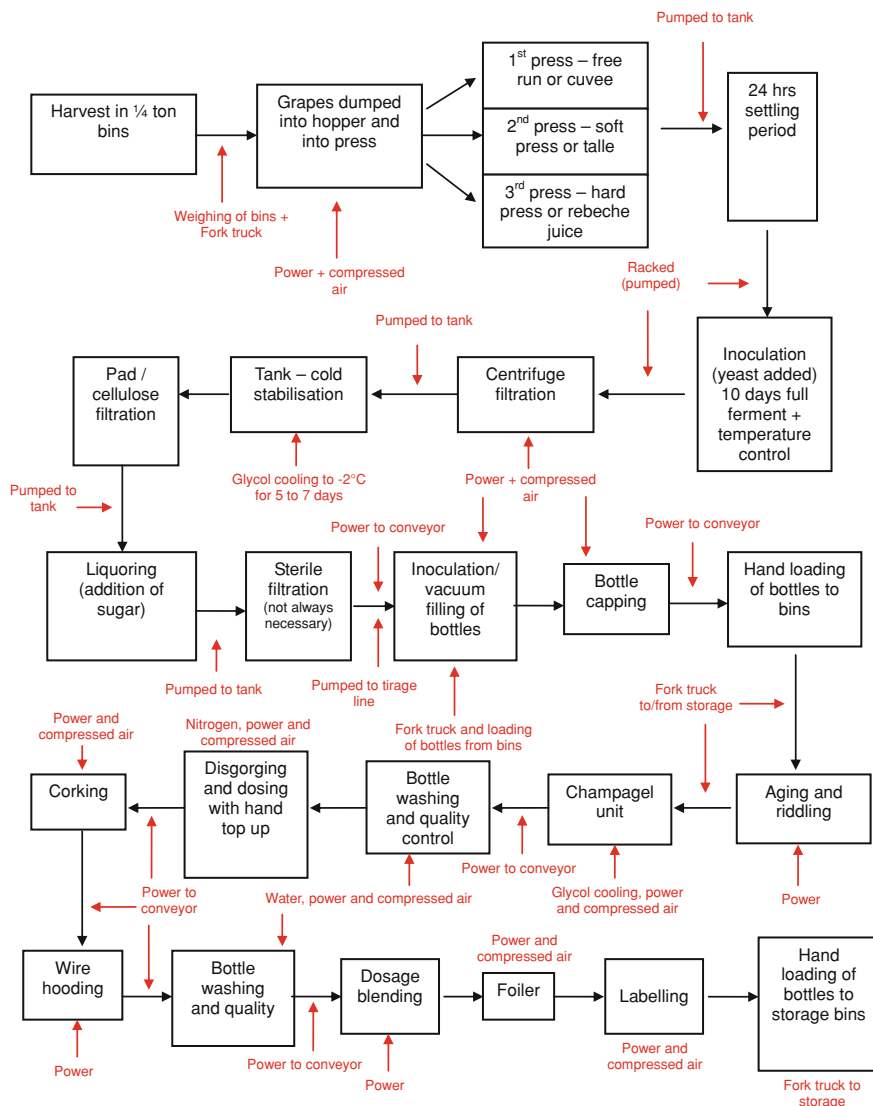 Pumped to tank
Harvest in ¼ ton
bins
Grapes dumped
into hopper and
into press
1st press – free
run or cuvee
2nd press – soft
press or talle
3rd press – hard
press or rebeche
juice
24 hrs
settling
period
Weighing of bins +
Fork truck
Power + compressed
air
Racked
(pumped)
Pumped to tank
Pad /
cellulose
filtration
Tank – cold
stabilisation
Centrifuge
filtration
Inoculation
(yeast added)
10 days full
ferment +
temperature
control
Pumped to
tank
Glycol cooling to -2°C
for 5 to 7 days
Power + compressed
air
Power to conveyor
Power to conveyor
Liquoring
(addition of
sugar)
Sterile
filtration
(not always
necessary)
Inoculation/
vacuum
filling of
bottles
Bottle
capping
Hand loading
of bottles to
bins
Pumped to tank
Pumped to tirage
line
Fork truck and loading
of bottles from bins
Fork truck
to/from storage
Power and
compressed air
Nitrogen, power and
compressed air
Corking
Disgorging
and dosing
with hand
top up
Bottle
washing
and quality
control
Champagel
unit
Aging and
riddling
Power to conveyor
Power to
conveyor
Water, power and compressed air
Glycol cooling, power
and compressed air
Power
Wire
hooding
Bottle
washing
and quality
Dosage
blending
Power and
compressed air
Foiler
Labelling
Hand
loading of
bottles to
storage bins
Power
Power to conveyor
Power
Power and
compressed air
Fork truck to
storage